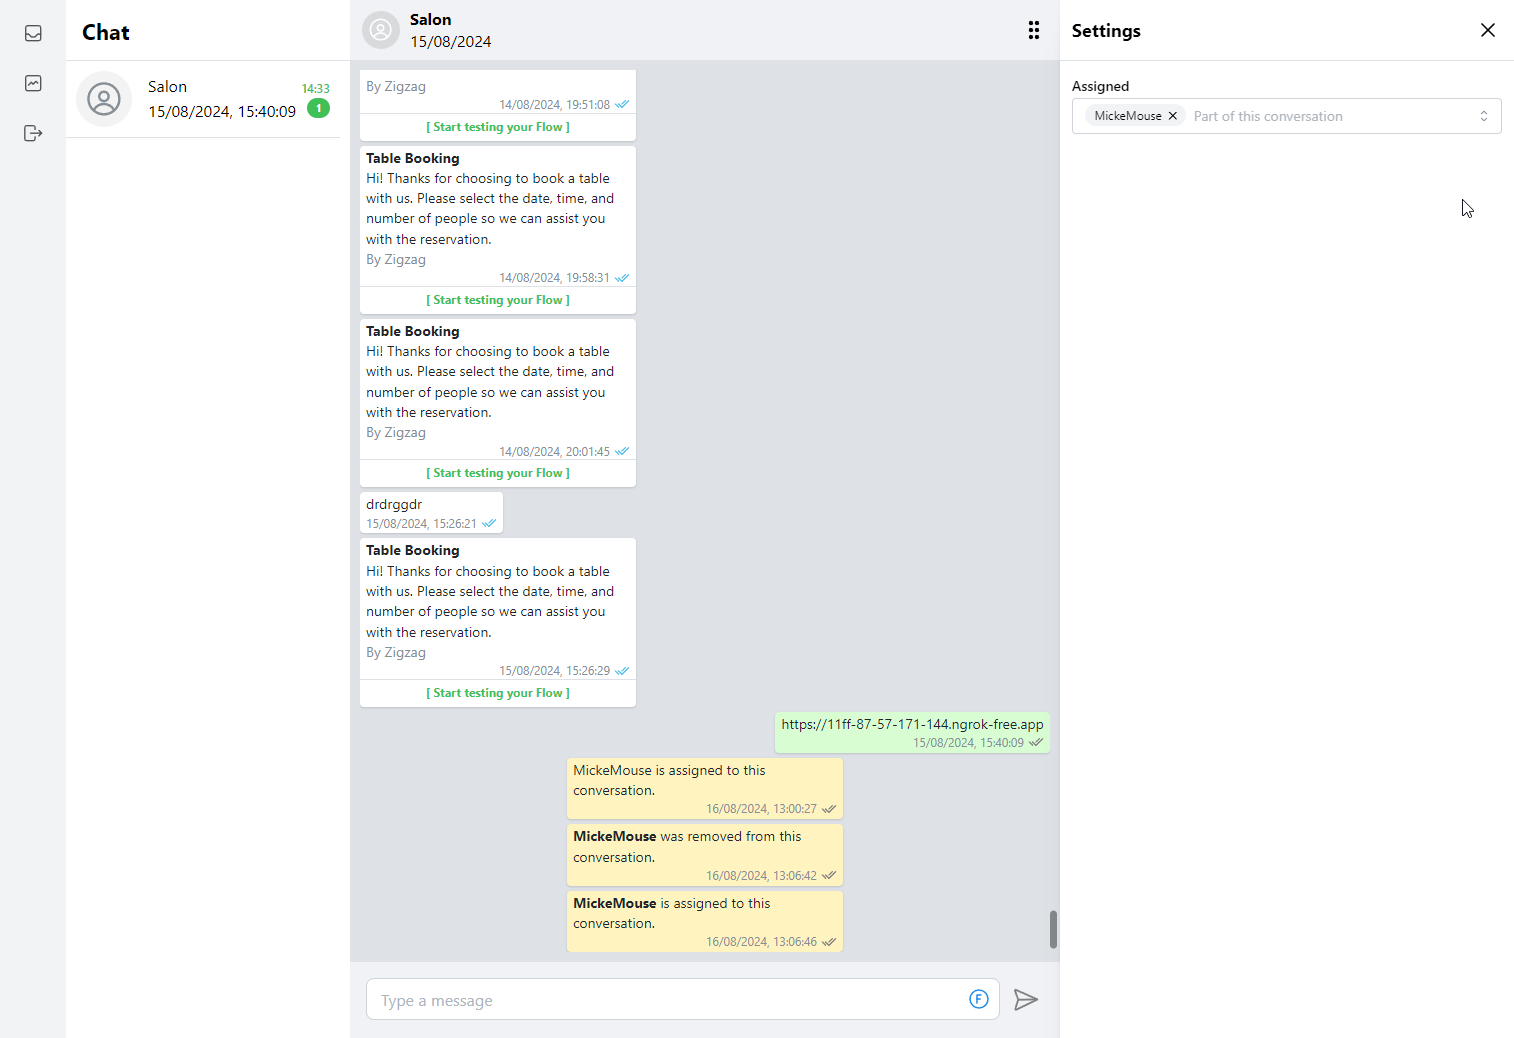 Chat
Salon
14:33
15/08/2024, 15:40:09
1
Salon
15/08/2024
By Zigzag
14/08/2024, 19:51:08
[ Start testing your Flow ]
Table Booking
Hi! Thanks for choosing to book a table
with us. Please select the date, time, and
number of people so we can assist you
with the reservation.
By Zigzag
14/08/2024, 19:58:31
[ Start testing your Flow ]
Table Booking
Hi! Thanks for choosing to book a table
with us. Please select the date, time, and
number of people so we can assist you
with the reservation.
By Zigzag
14/08/2024, 20:01:45
[ Start testing your Flow ]
drdrggdr
15/08/2024, 15:26:21
Table Booking
Hi! Thanks for choosing to book a table
with us. Please select the date, time, and
number of people so we can assist you
with the reservation.
By Zigzag
15/08/2024, 15:26:29
[ Start testing your Flow ]
https://11ff-87-57-171-144.ngrok-free.app
15/08/2024, 15:40:09
MickeMouse is assigned to this
conversation.
16/08/2024, 13:00:27
MickeMouse was removed from this
conversation.
16/08/2024, 13:06:42
MickeMouse is assigned to this
conversation.
16/08/2024, 13:06:46
Type a message
F
Settings
Assigned
MickeMouse Part of this conversation